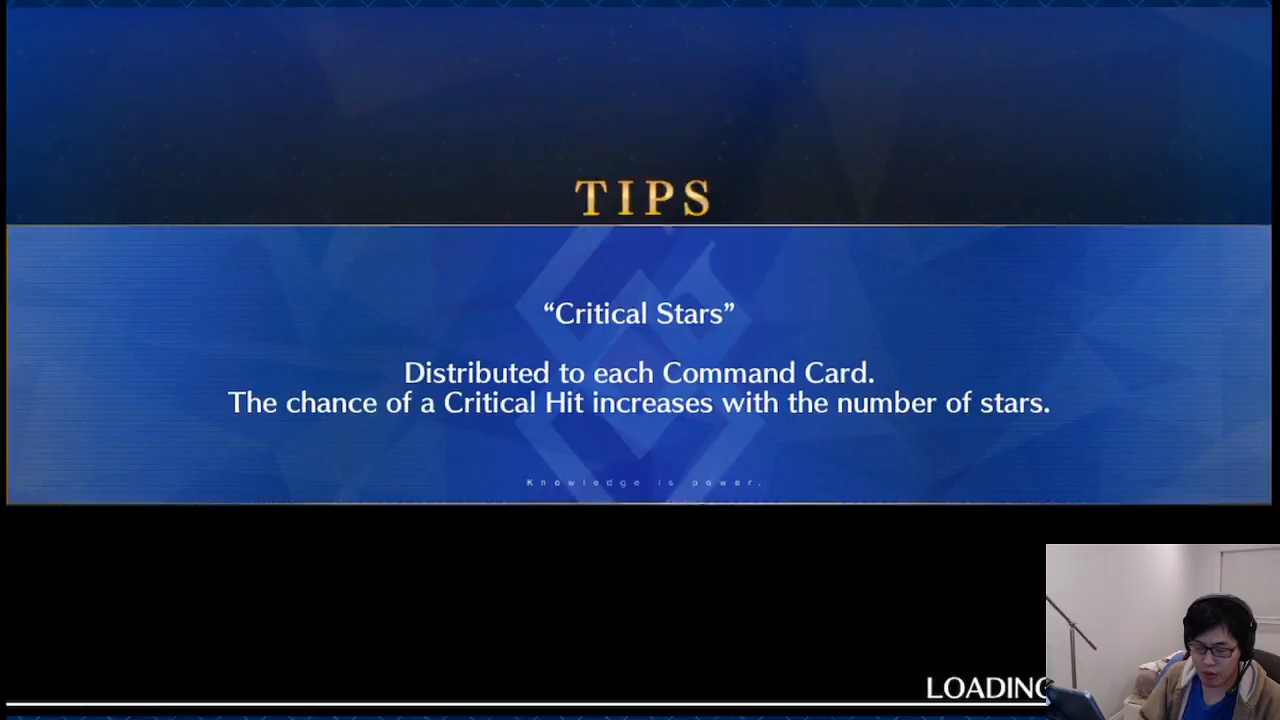 TIPS
“Critical Stars”
Distributed to each Command Card.
The chance of a Critical Hit increases with the number of stars.
Knowledge is power.
LOADING